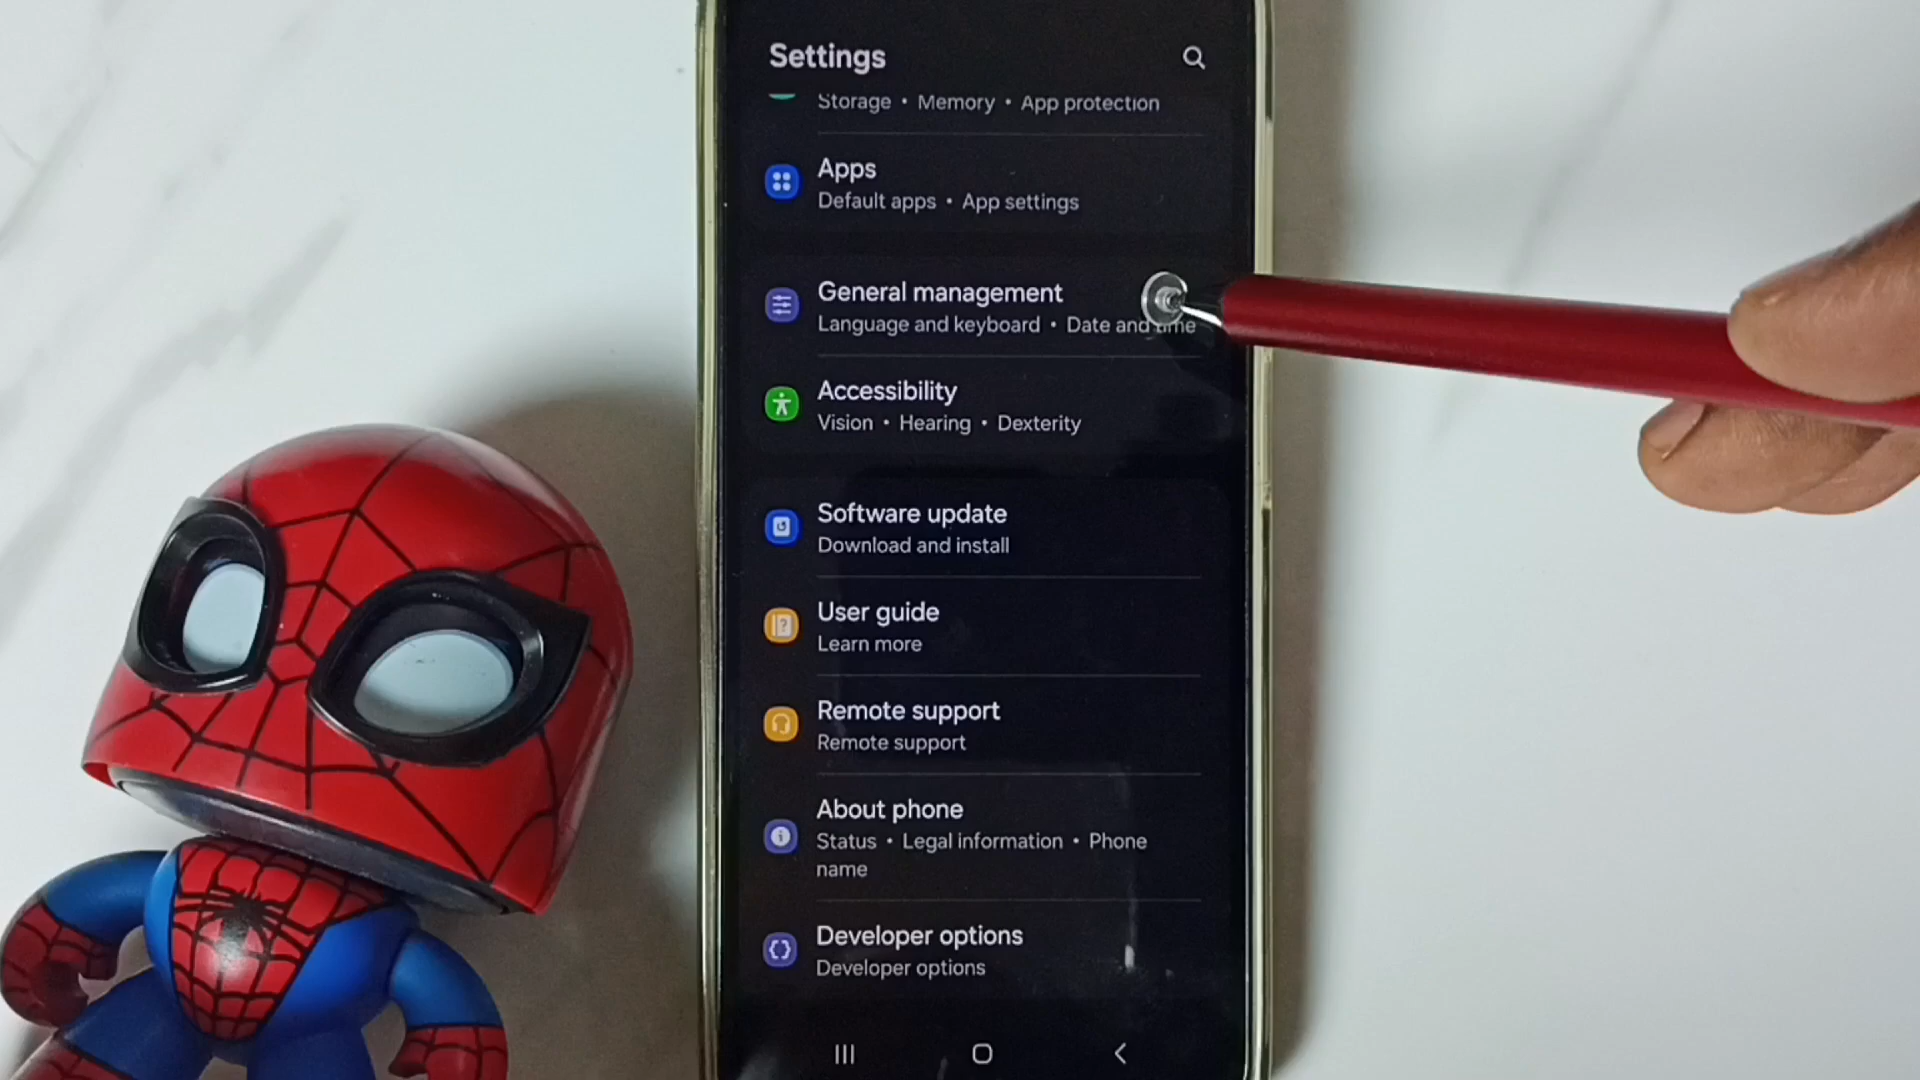 Settings
Storage • Memory • App protection
Apps
Default apps • App settings
General management
Language and keyboard • Date and time
Accessibility
Vision • Hearing • Dexterity
Software update
Download and install
User guide
Learn more
Remote support
Remote support
About phone
Status • Legal information • Phone
name
Developer options
Developer options